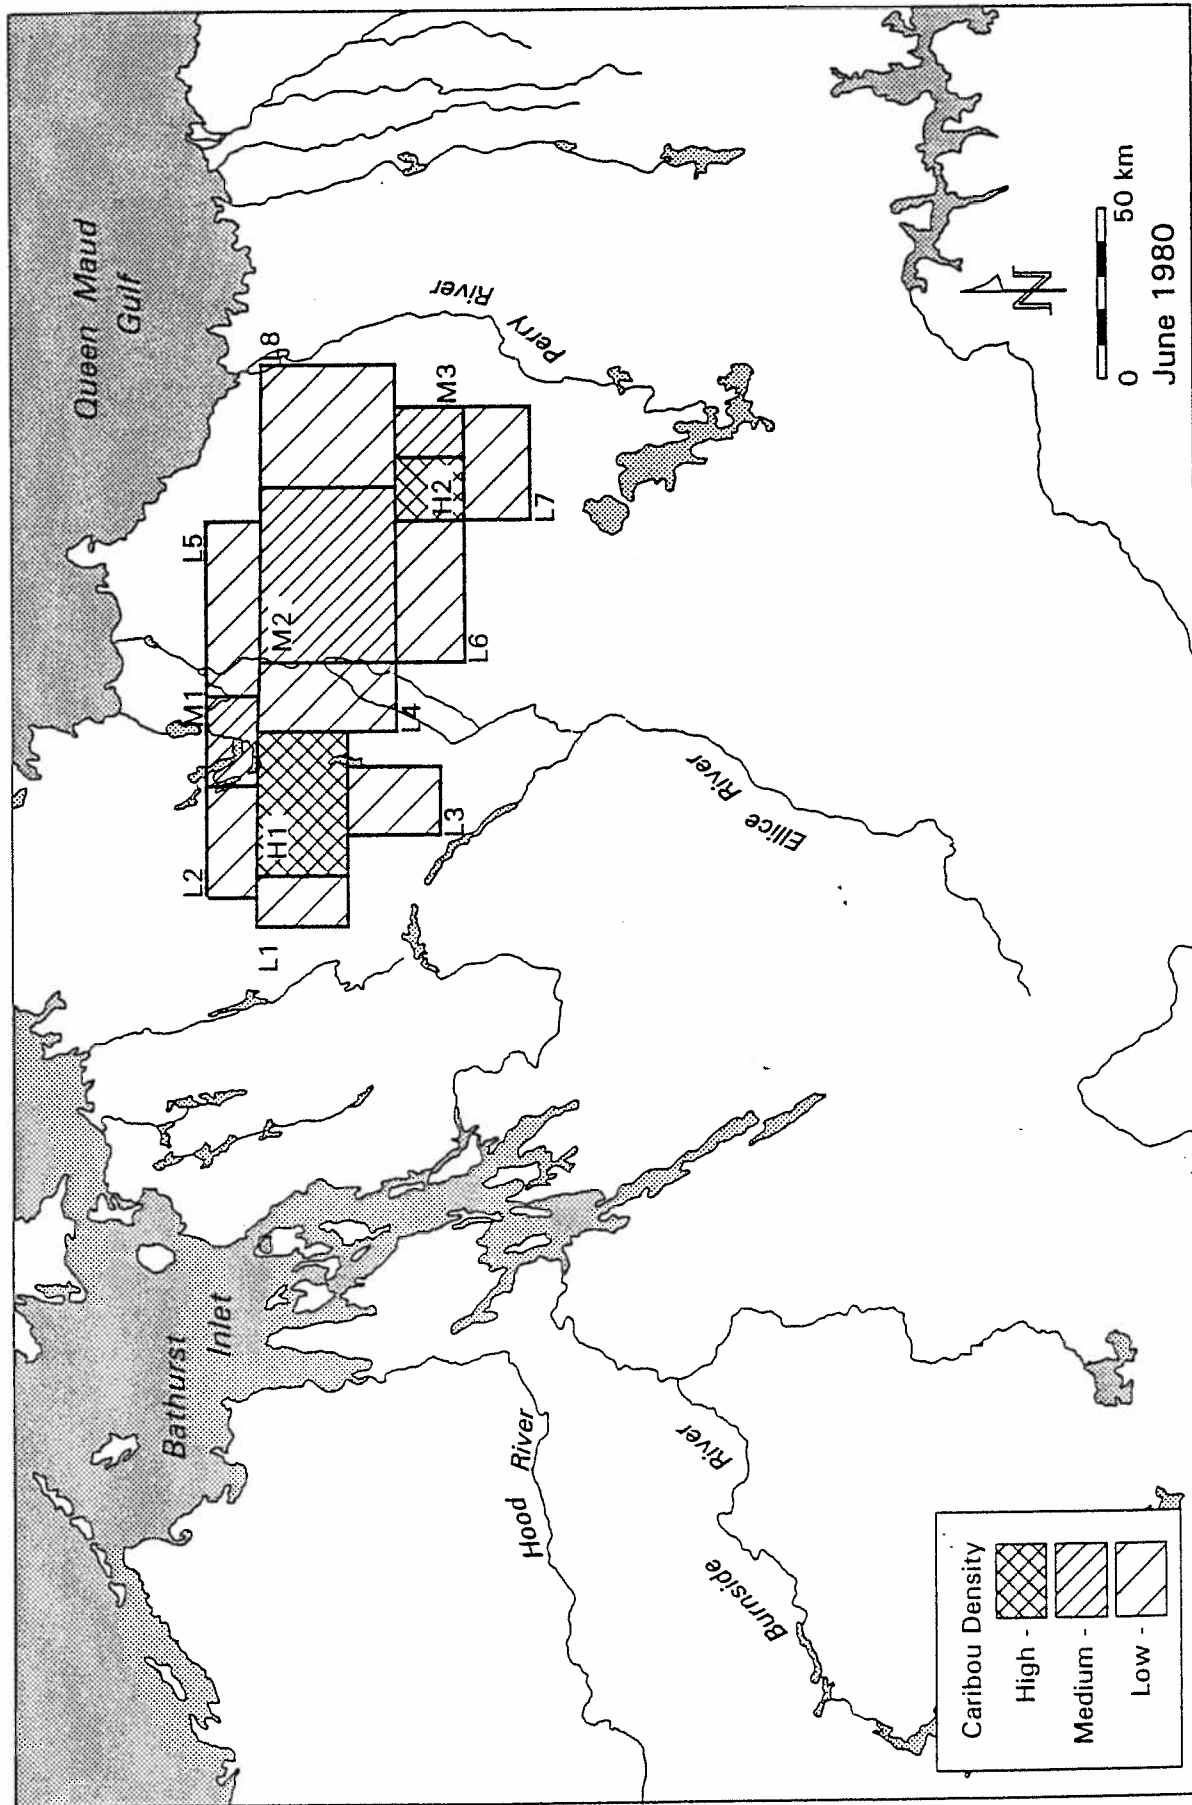 Queen Maud
Gulf
Bathurst
Inlet
L1
L2
H1
L3
M1
L4
L5
M2
L6
H2
L7
M3
L8
Perry
River
Ellice River
Hood River
Burnside
River
Caribou Density
High -
Medium -
Low -
N
0 50 km
June 1980